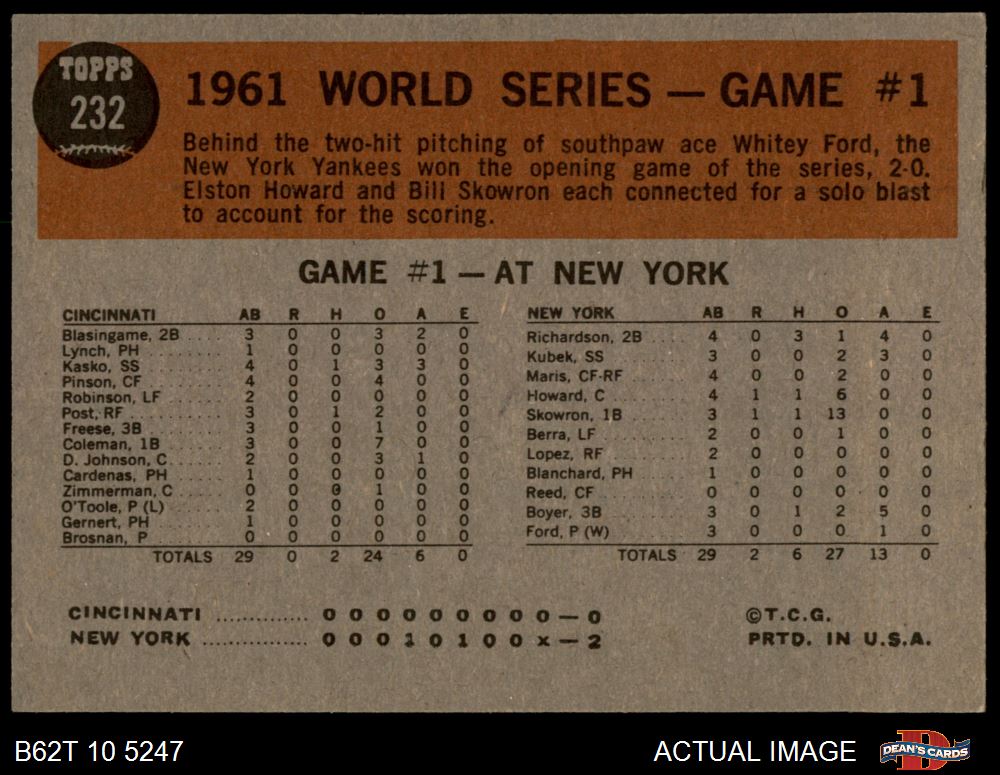 TOPPS
232
1961 WORLD SERIES — GAME #1
Behind the two-hit pitching of southpaw ace Whitey Ford, the
New York Yankees won the opening game of the series, 2-0.
Elston Howard and Bill Skowron each connected for a solo blast
to account for the scoring.
GAME #1 — AT NEW YORK
CINCINNATI AB R H O A E
Blasingame, 2B 3 0 0 3 2 0
Lynch, PH 1 0 0 0 0 0
Kasko, SS 4 0 1 3 3 0
Pinson, CF 4 0 0 4 0 0
Robinson, LF 2 0 0 0 0 0
Post, RF 3 0 1 2 0 0
Freese, 3B 3 0 0 1 0 0
Coleman, 1B 3 0 0 7 0 0
D. Johnson, C 2 0 0 3 1 0
Cardenas, PH 1 0 0 0 0 0
Zimmerman, C 0 0 0 1 0 0
O'Toole, P (L) 2 0 0 0 0 0
Gernert, PH 1 0 0 0 0 0
Brosnan, P 0 0 0 0 0 0
TOTALS 29 0 2 24 6 0
NEW YORK AB R H O A E
Richardson, 2B 4 0 3 1 4 0
Kubek, SS 3 0 0 2 3 0
Maris, CF-RF 4 0 0 2 0 0
Howard, C 4 1 1 6 0 0
Skowron, 1B 3 1 1 13 0 0
Berra, LF 2 0 0 1 0 0
Lopez, RF 2 0 0 0 0 0
Blanchard, PH 1 0 0 0 0 0
Reed, CF 0 0 0 0 0 0
Boyer, 3B 3 0 1 2 5 0
Ford, P (W) 3 0 0 0 1 0
TOTALS 29 2 6 27 13 0
CINCINNATI .............. 0 0 0 0 0 0 0 0 0 — 0
NEW YORK ................ 0 0 0 1 0 1 0 0 x — 2
©T.C.G.
PRTD. IN U.S.A.
B62T 10 5247
ACTUAL IMAGE
DEAN'S CARDS